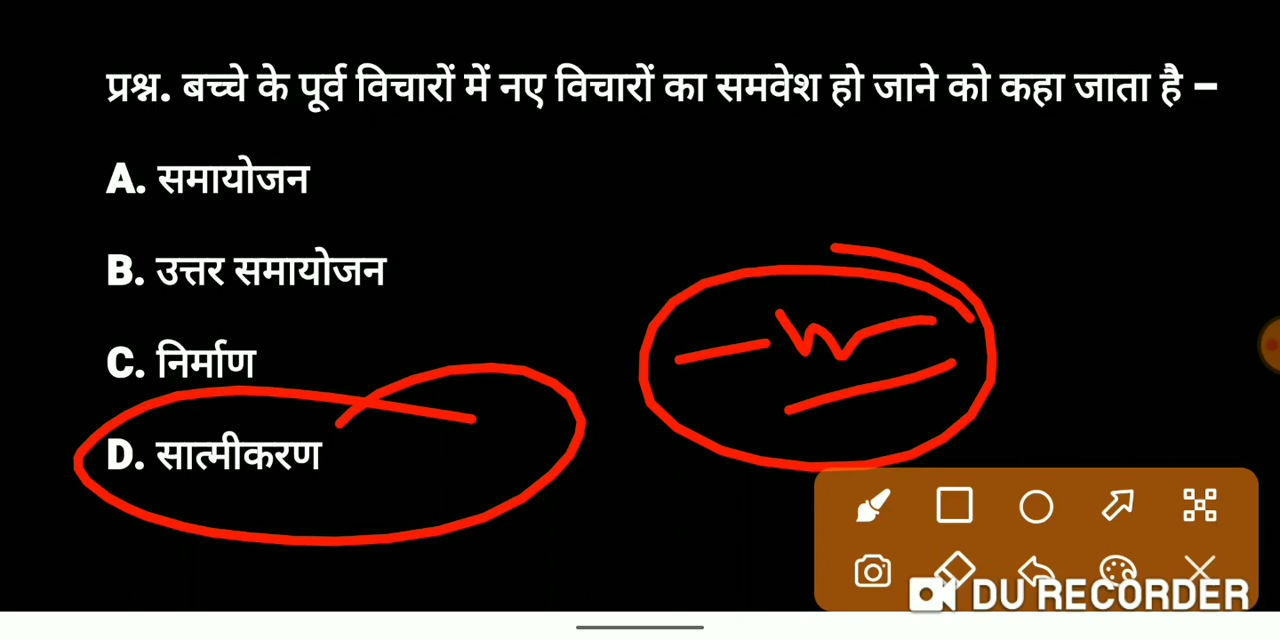 प्रश्न. बच्चे के पूर्व विचारों में नए विचारों का समवेश हो जाने को कहा जाता है –
A. समायोजन
B. उत्तर समायोजन
C. निर्माण
D. सात्मीकरण
DU RECORDER